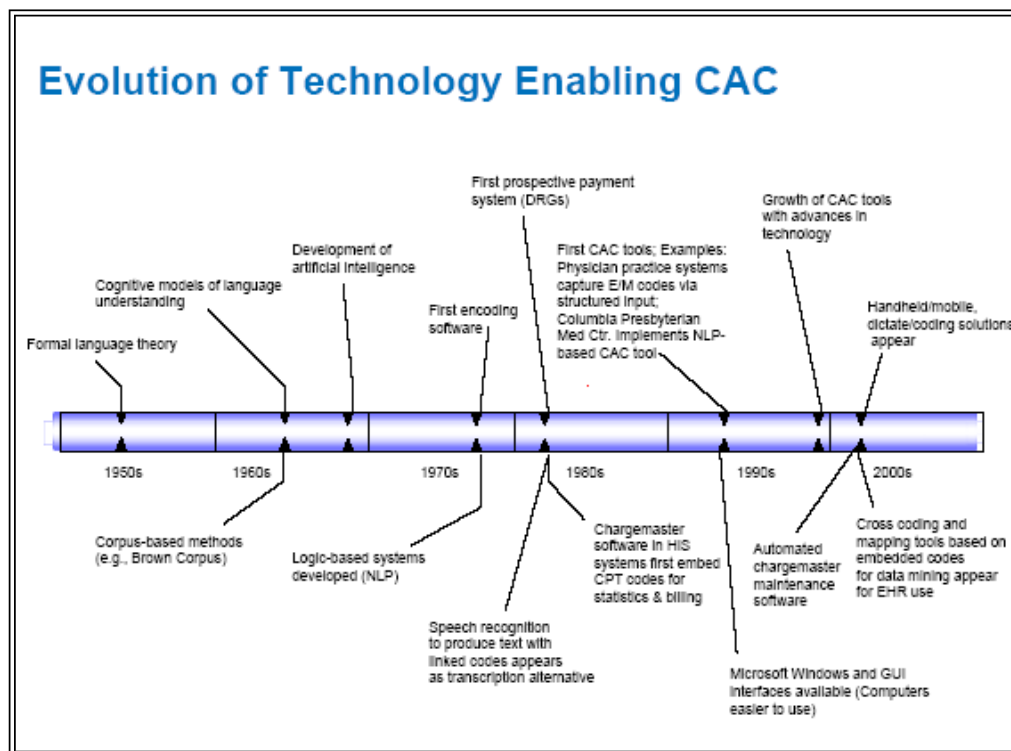 Evolution of Technology Enabling CAC
First prospective payment
system (DRGs)
Growth of CAC tools
with advances in
technology
Development of
artificial intelligence
First CAC tools; Examples:
Physician practice systems
capture E/M codes via
structured input;
Columbia Presbyterian
Med Ctr. Implements NLP-
based CAC tool
Cognitive models of language
understanding
First encoding
software
Handheld/mobile,
dictate/coding solutions
appear
Formal language theory
1950s
1960s
1970s
1980s
1990s
2000s
Corpus-based methods
(e.g., Brown Corpus)
Logic-based systems
developed (NLP)
Chargemaster
software in HIS
systems first embed
CPT codes for
statistics & billing
Automated
chargemaster
maintenance
software
Cross coding and
mapping tools based on
embedded codes
for data mining appear
for EHR use
Speech recognition
to produce text with
linked codes appears
as transcription alternative
Microsoft Windows and GUI
Interfaces available (Computers
easier to use)